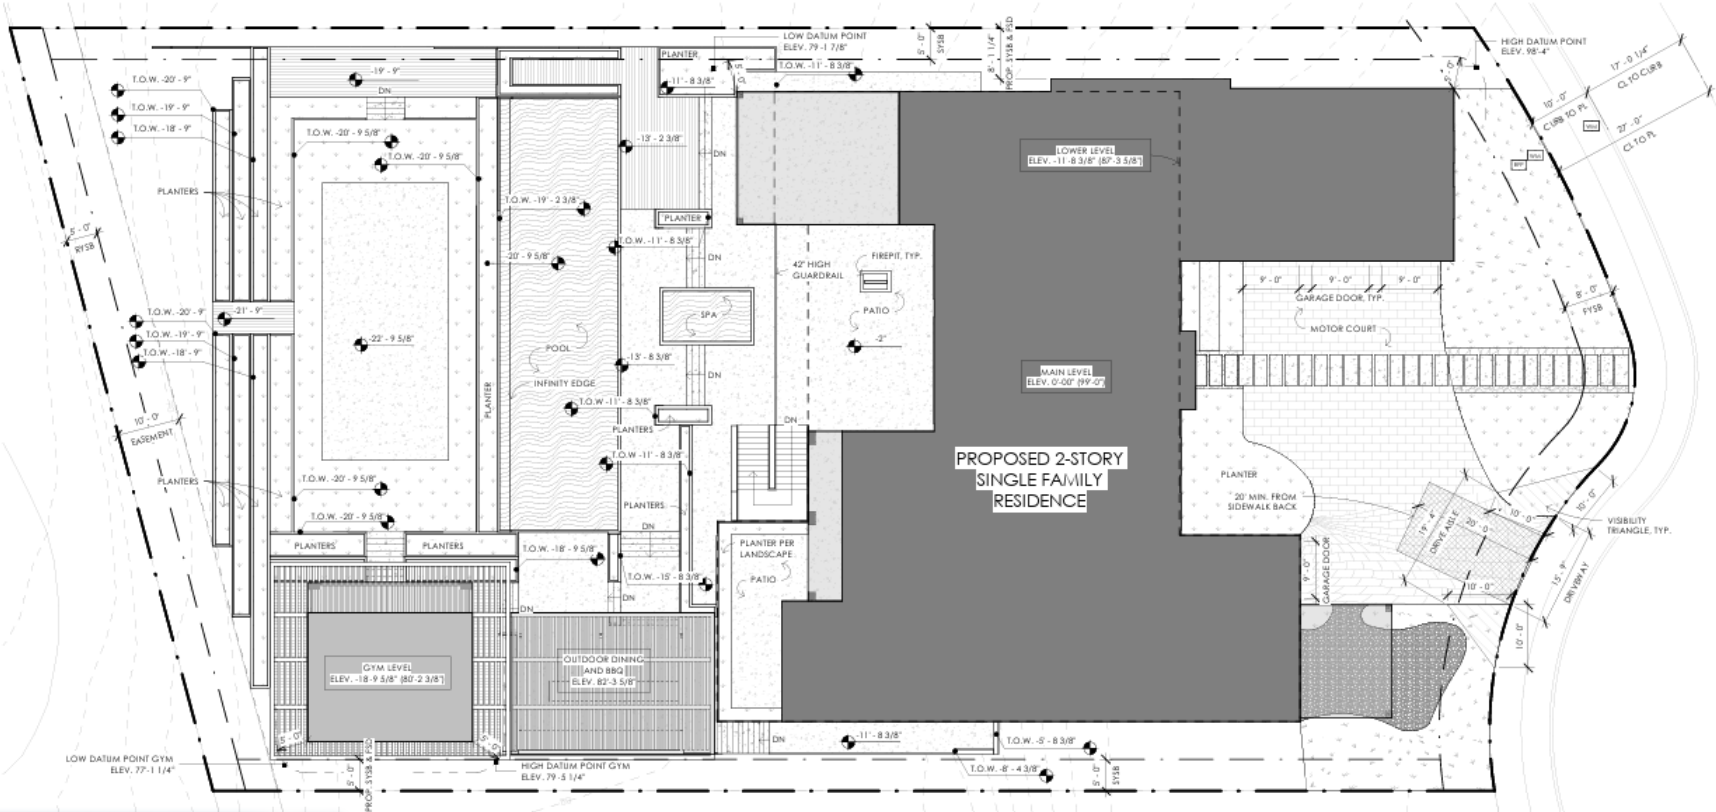 LOW DATUM POINT
ELEV. 79'-1 7/8"
5' - 0"
SYSB
8' - 1 1/4"
PROP. SYSB & FSD
HIGH DATUM POINT
ELEV. 98'-4"
17' -0 1/4"
CL TO CURB
10' - 0"
CURB TO PL
27' - 0"
CL TO PL
PLANTER
T.O.W. -11' - 8 3/8"
-11' - 8 3/8"
-19' - 9"
DN
T.O.W. -20' - 9"
T.O.W. -19' - 9"
T.O.W. -18' - 9"
T.O.W. -20' - 9 5/8"
T.O.W. -20' - 9 5/8"
-13' - 2 3/8"
DN
LOWER LEVEL
ELEV. -11'-8 3/8" (87'-3 5/8")
PLANTERS
T.O.W. -19' - 2 3/8"
PLANTER
T.O.W. -11' - 8 3/8"
DN
-20' - 9 5/8"
5' - 0"
RYSB
42" HIGH
GUARDRAIL
FIREPIT, TYP.
PATIO
-2"
9' - 0"
9' - 0"
9' - 0"
GARAGE DOOR, TYP.
MOTOR COURT
8' - 0"
FYSB
T.O.W. -20' - 9"
T.O.W. -19' - 9"
T.O.W. -18' - 9"
-21' - 9"
-22' - 9 5/8"
SPA
POOL
INFINITY EDGE
-13' - 8 3/8"
DN
PLANTER
T.O.W -11' - 8 3/8"
PLANTERS
MAIN LEVEL
ELEV. 0'-00" (99'-0")
10' - 0"
EASEMENT
DN
T.O.W -11' - 8 3/8"
PROPOSED 2-STORY
SINGLE FAMILY
RESIDENCE
PLANTER
20' MIN. FROM
SIDEWALK BACK
PLANTERS
T.O.W. -20' - 9 5/8"
T.O.W. -20' - 9 5/8"
PLANTERS
DN
10' - 0"
VISIBILITY
TRIANGLE, TYP.
19' - 4"
DRIVE AISLE
20' - 0"
10' - 0"
10' - 0"
15' - 9"
DRIVEWAY
10' - 0"
9' - 0"
GARAGE DOOR
PLANTERS
PLANTERS
T.O.W. -18' - 9 5/8"
T.O.W. -15' - 8 3/8"
DN
DN
PLANTER PER
LANDSCAPE
PATIO
GYM LEVEL
ELEV. -18-9 5/8" (80'-2 3/8")
OUTDOOR DINING
AND BBQ
ELEV. 82'-3 5/8"
DN
-11' - 8 3/8"
T.O.W. -5' - 8 3/8"
T.O.W. -8' - 4 3/8"
5' - 0"
5' - 0"
LOW DATUM POINT GYM
ELEV. 77'-1 1/4"
5' - 0"
PROP. SYSB & FSD
HIGH DATUM POINT GYM
ELEV. 79'-5 1/4"
5' - 0"
SYSB